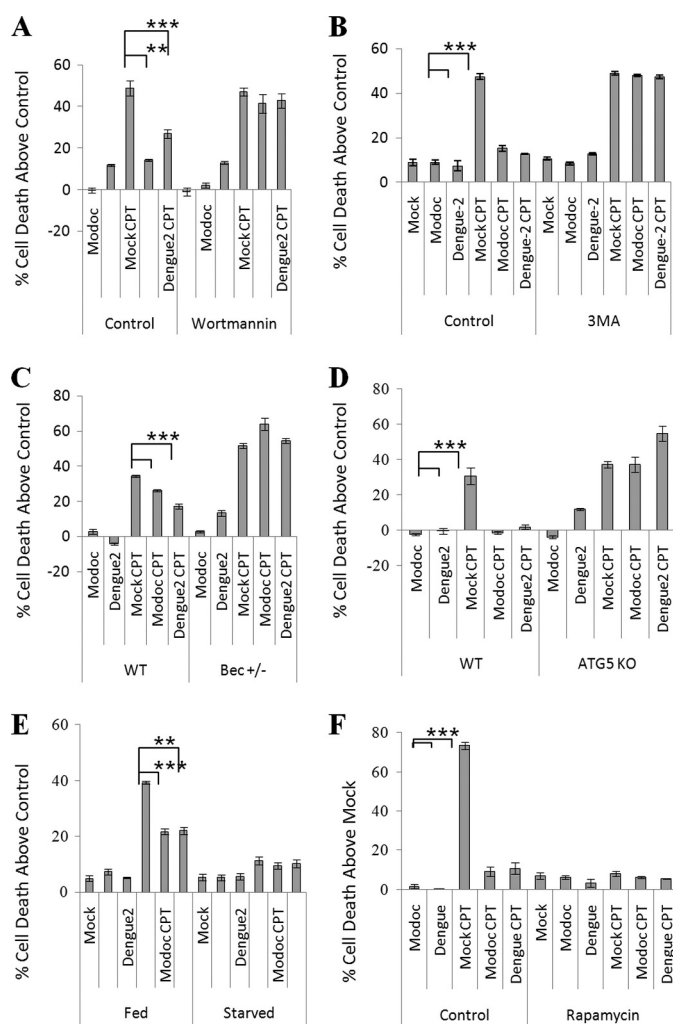 A
***
**
% Cell Death Above Control
60
40
20
0
-20
Modoc
Mock CPT
Dengue2 CPT
Modoc
Mock CPT
Dengue2 CPT
Control
Wortmannin
B
***
% Cell Death Above Control
60
40
20
0
Mock
Modoc
Dengue-2
Mock CPT
Modoc CPT
Dengue-2 CPT
Mock
Modoc
Dengue-2
Mock CPT
Modoc CPT
Dengue-2 CPT
Control
3MA
C
***
% Cell Death Above Control
80
60
40
20
0
-20
Modoc
Dengue2
Mock CPT
Modoc CPT
Dengue2 CPT
Modoc
Dengue2
Mock CPT
Modoc CPT
Dengue2 CPT
WT
Bec +/-
D
***
% Cell Death Above Control
80
60
40
20
0
-20
Modoc
Dengue2
Mock CPT
Modoc CPT
Dengue2 CPT
Modoc
Dengue2
Mock CPT
Modoc CPT
Dengue2 CPT
WT
ATG5 KO
E
**
***
% Cell Death Above Control
60
40
20
0
Mock
Dengue2
Modoc CPT
Mock
Dengue2
Modoc CPT
Fed
Starved
F
***
% Cell Death Above Mock
80
60
40
20
0
Modoc
Dengue
Mock CPT
Modoc CPT
Dengue CPT
Mock
Modoc
Dengue
Mock CPT
Modoc CPT
Dengue CPT
Control
Rapamycin